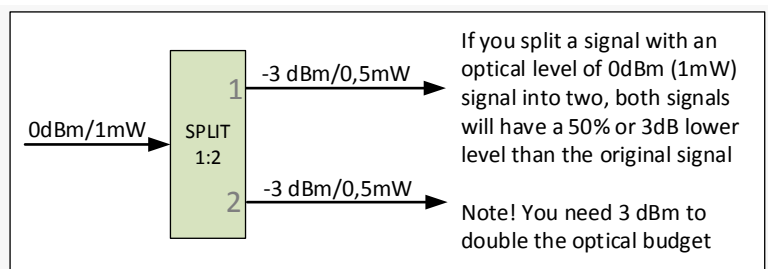 0dBm/1mW
SPLIT
1:2
1
-3 dBm/0,5mW
2
-3 dBm/0,5mW
If you split a signal with an
optical level of 0dBm (1mW)
signal into two, both signals
will have a 50% or 3dB lower
level than the original signal
Note! You need 3 dBm to
double the optical budget